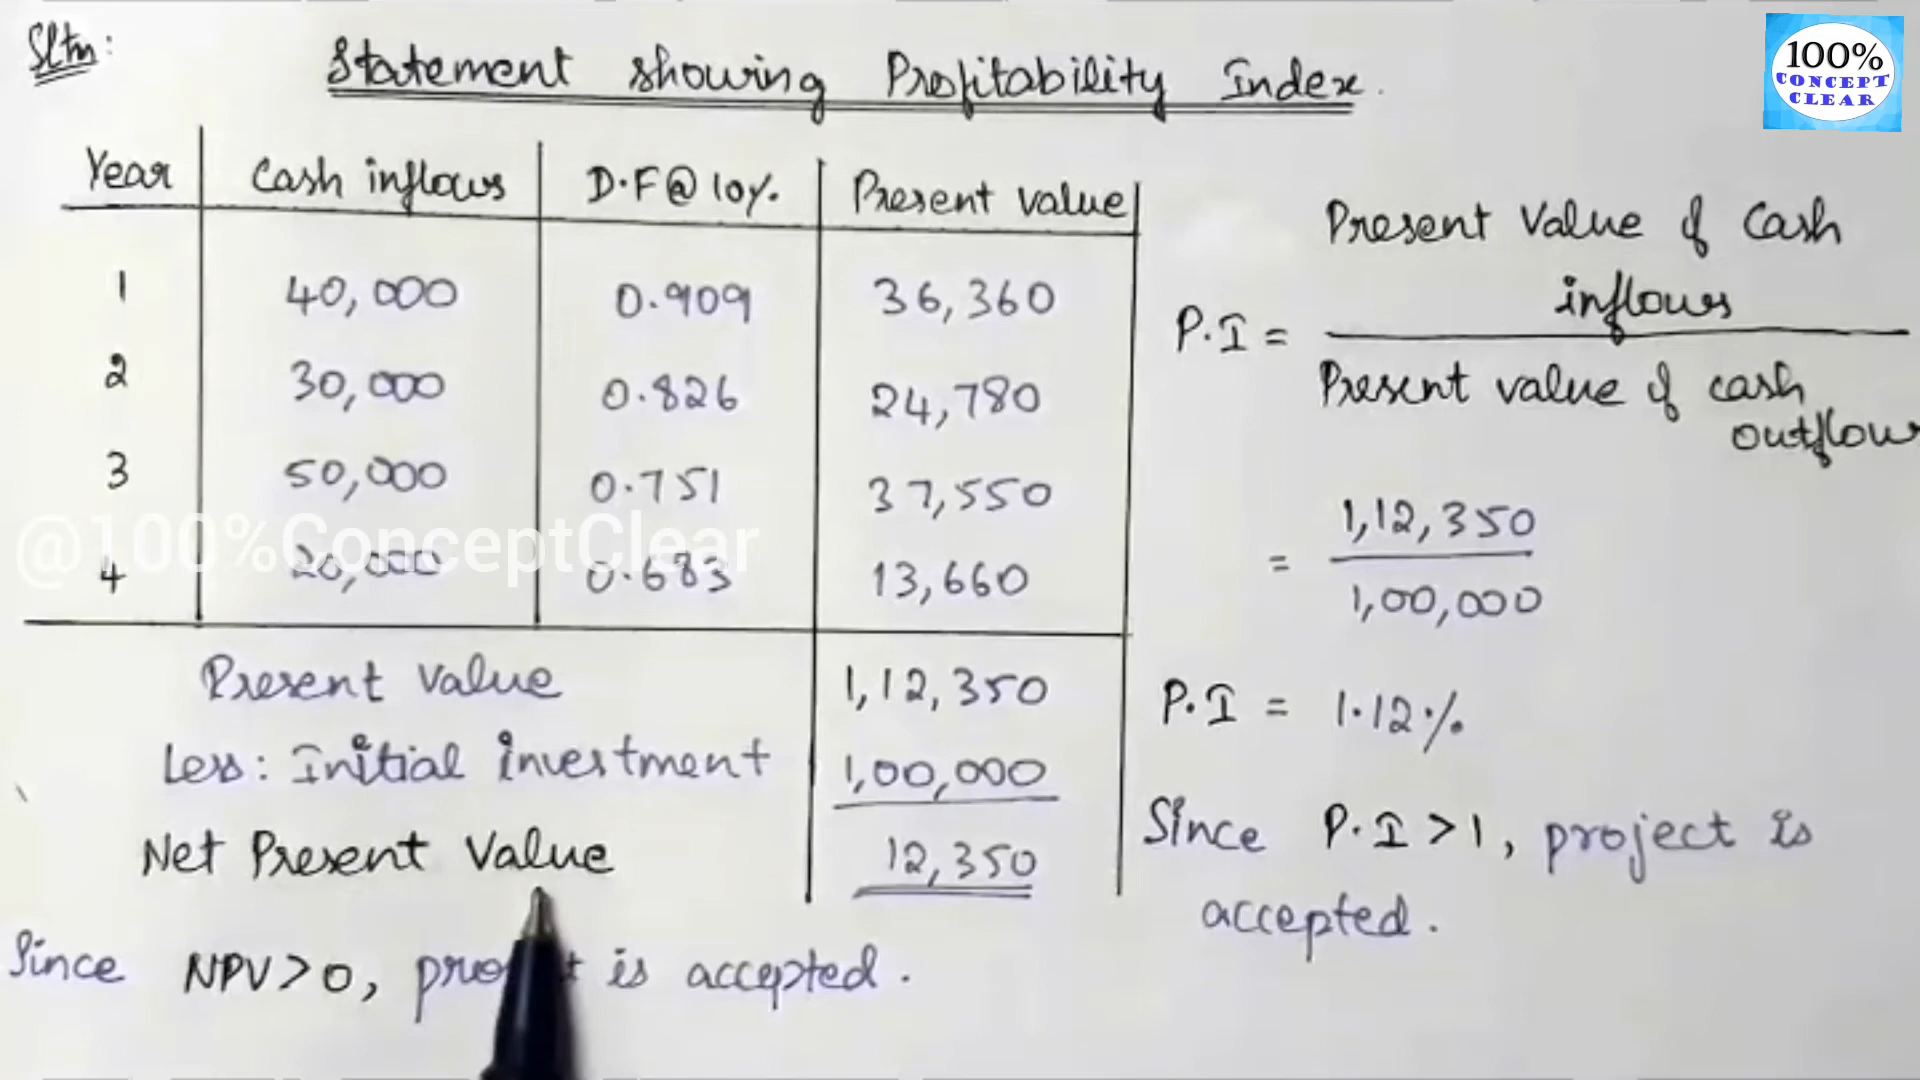 Sltn:
Statement showing Profitability Index.
100%
CONCEPT
CLEAR
Year Cash inflows D.F@10%. Present value
1 40,000 0.909 36,360
2 30,000 0.826 24,780
3 50,000 0.751 37,550
4 20,000 0.683 13,660
@100%ConceptClear
Present value 1,12,350
Less: Initial investment 1,00,000
Net Present Value 12,350
Since NPV>0, is accepted.
Present Value of Cash
inflows
P.I =
Present value of cash
outflow
= 1,12,350
1,00,000
P.I = 1.12%
Since P.I>1, project is
accepted.